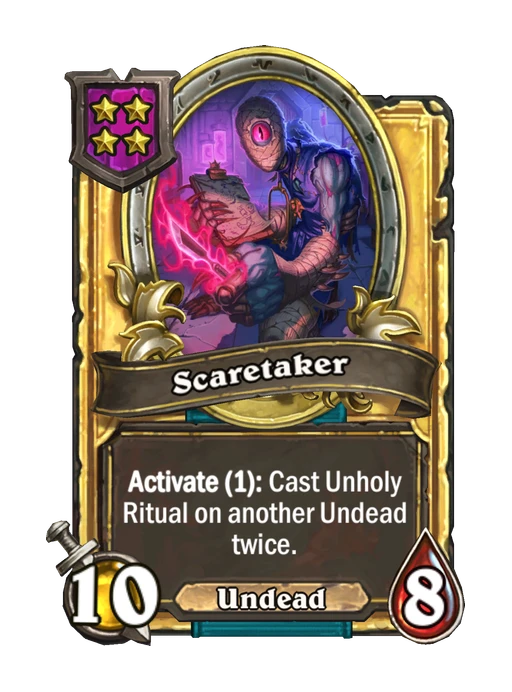 Scaretaker
Activate (1): Cast Unholy
Ritual on another Undead
twice.
10
Undead
8